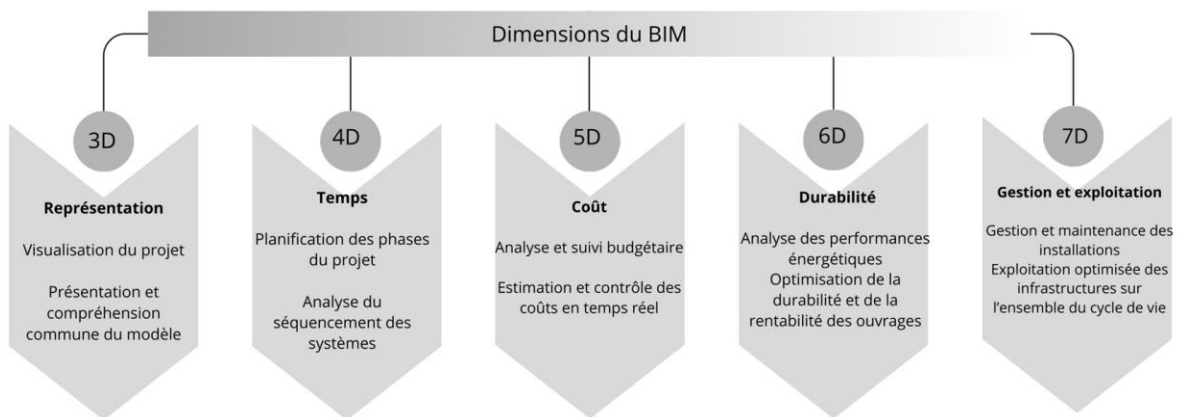 Dimensions du BIM
3D
Représentation
Visualisation du projet
Présentation et
compréhension
commune du modèle
4D
Temps
Planification des phases
du projet
Analyse du
séquencement des
systèmes
5D
Coût
Analyse et suivi budgétaire
Estimation et contrôle des
coûts en temps réel
6D
Durabilité
Analyse des performances
énergétiques
Optimisation de la
durabilité et de la
rentabilité des ouvrages
7D
Gestion et exploitation
Gestion et maintenance des
installations
Exploitation optimisée des
infrastructures sur
l’ensemble du cycle de vie